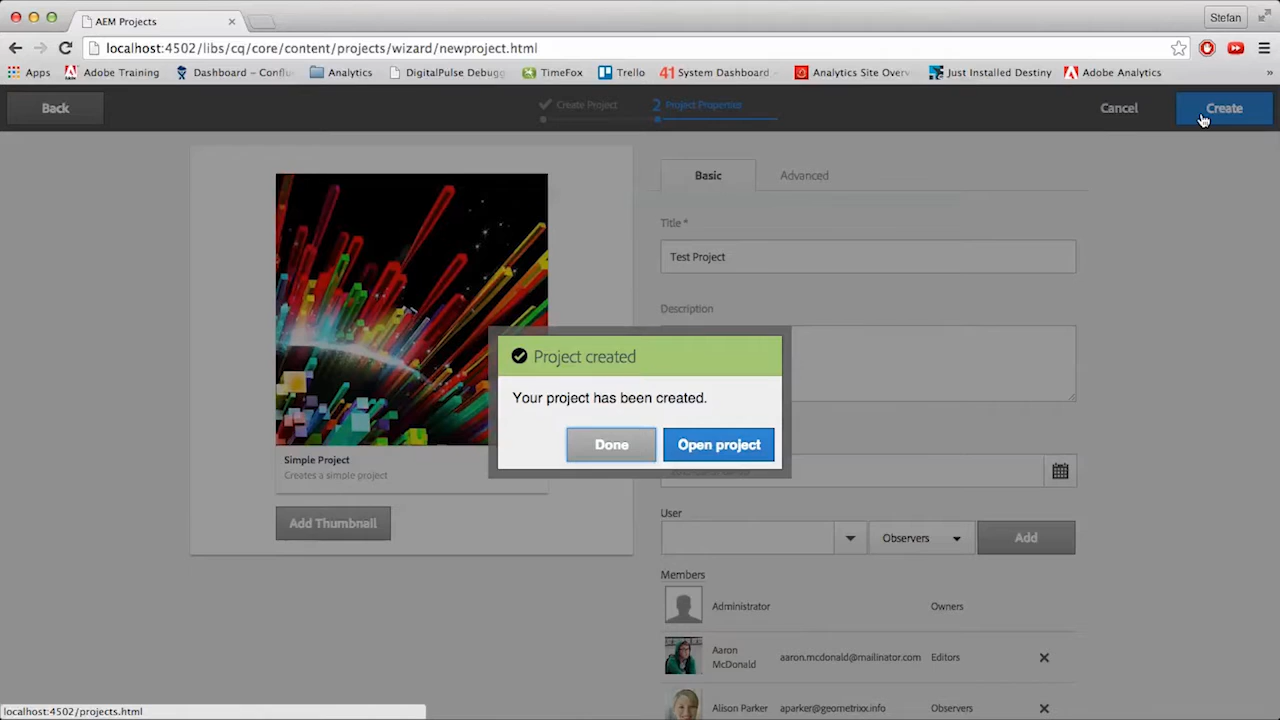 AEM Projects
Stefan
localhost:4502/libs/cq/core/content/projects/wizard/newproject.html
Apps
Adobe Training
Dashboard – Conflu
Analytics
DigitalPulse Debugg
TimeFox
Trello
41 System Dashboard -
Analytics Site Overv
Just Installed Destiny
Adobe Analytics
»
Back
Create Project
2 Project Properties
Cancel
Create
Basic
Advanced
Title *
Test Project
Description
Project created
Your project has been created.
Done
Open project
Simple Project
Creates a simple project
Add Thumbnail
User
Observers
Add
Members
Administrator
Owners
Aaron
McDonald
aaron.mcdonald@mailinator.com
Editors
Alison Parker
aparker@geometrixx.info
Observers
localhost:4502/projects.html